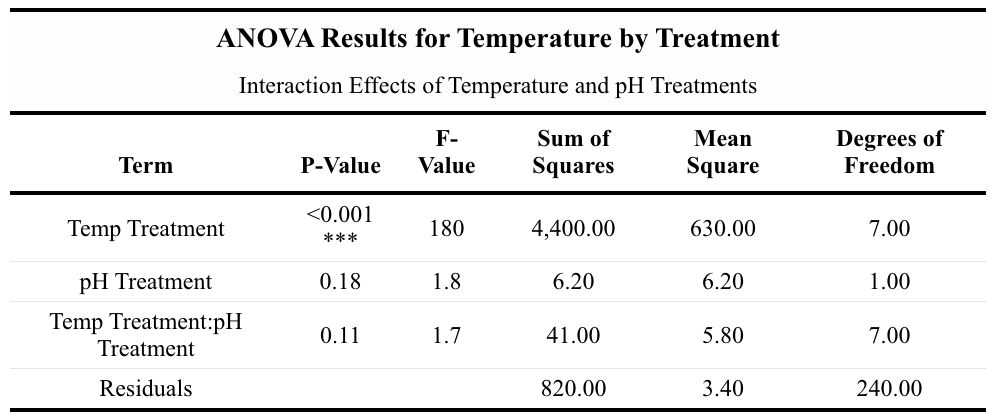 ANOVA Results for Temperature by Treatment
Interaction Effects of Temperature and pH Treatments
Term P-Value F-Value Sum of Squares Mean Square Degrees of Freedom
Temp Treatment <0.001 *** 180 4,400.00 630.00 7.00
pH Treatment 0.18 1.8 6.20 6.20 1.00
Temp Treatment:pH Treatment 0.11 1.7 41.00 5.80 7.00
Residuals 820.00 3.40 240.00